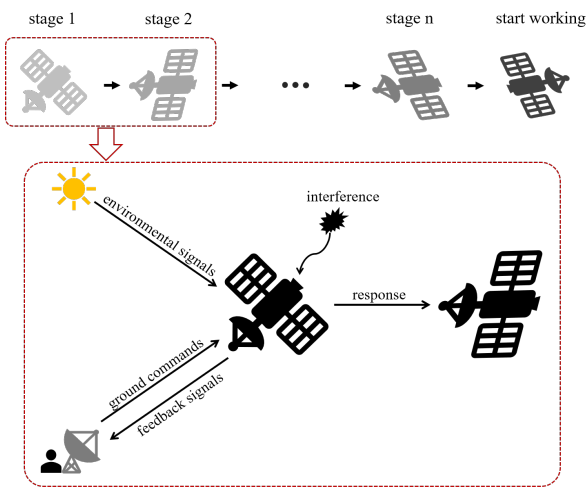 stage 1
stage 2
stage n
start working
environmental signals
interference
response
ground commands
feedback signals